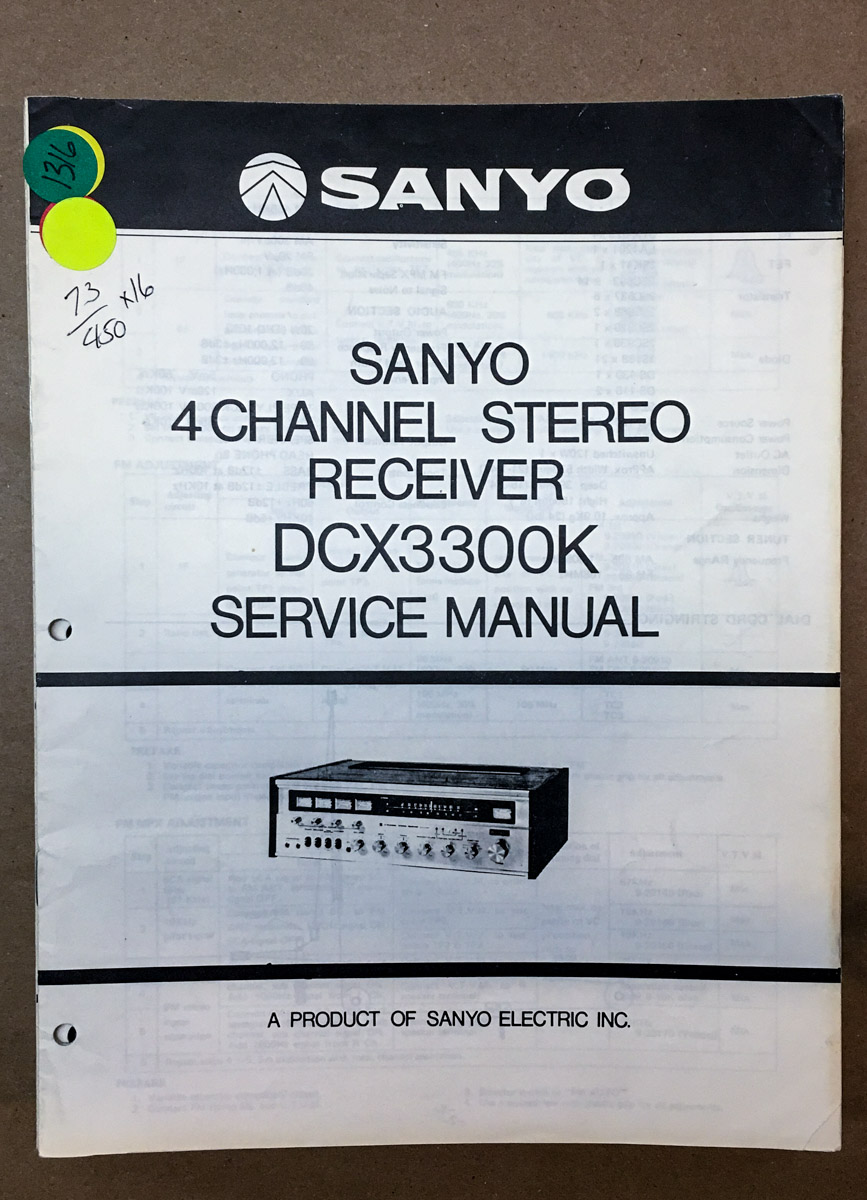 1316
SANYO
73 x16
450
SANYO
4 CHANNEL STEREO
RECEIVER
DCX3300K
SERVICE MANUAL
A PRODUCT OF SANYO ELECTRIC INC.